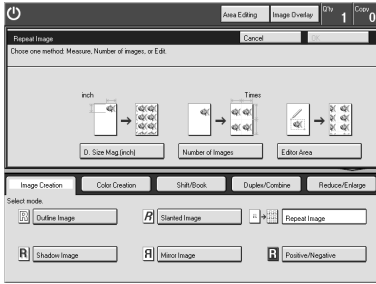 Area Editing Image Overlay Q'ty 1 Copy 0
Repeat Image Cancel OK
Chose one method: Measure, Number of images, or Edit.
inch Times
D. Size Mag.(inch) Number of Images Editor Area
Image Creation Color Creation Shift/Book Duplex/Combine Reduce/Enlarge
Select mode.
R Outline Image R Slanted Image Repeat Image
R Shadow Image R Mirror Image R Positive/Negative